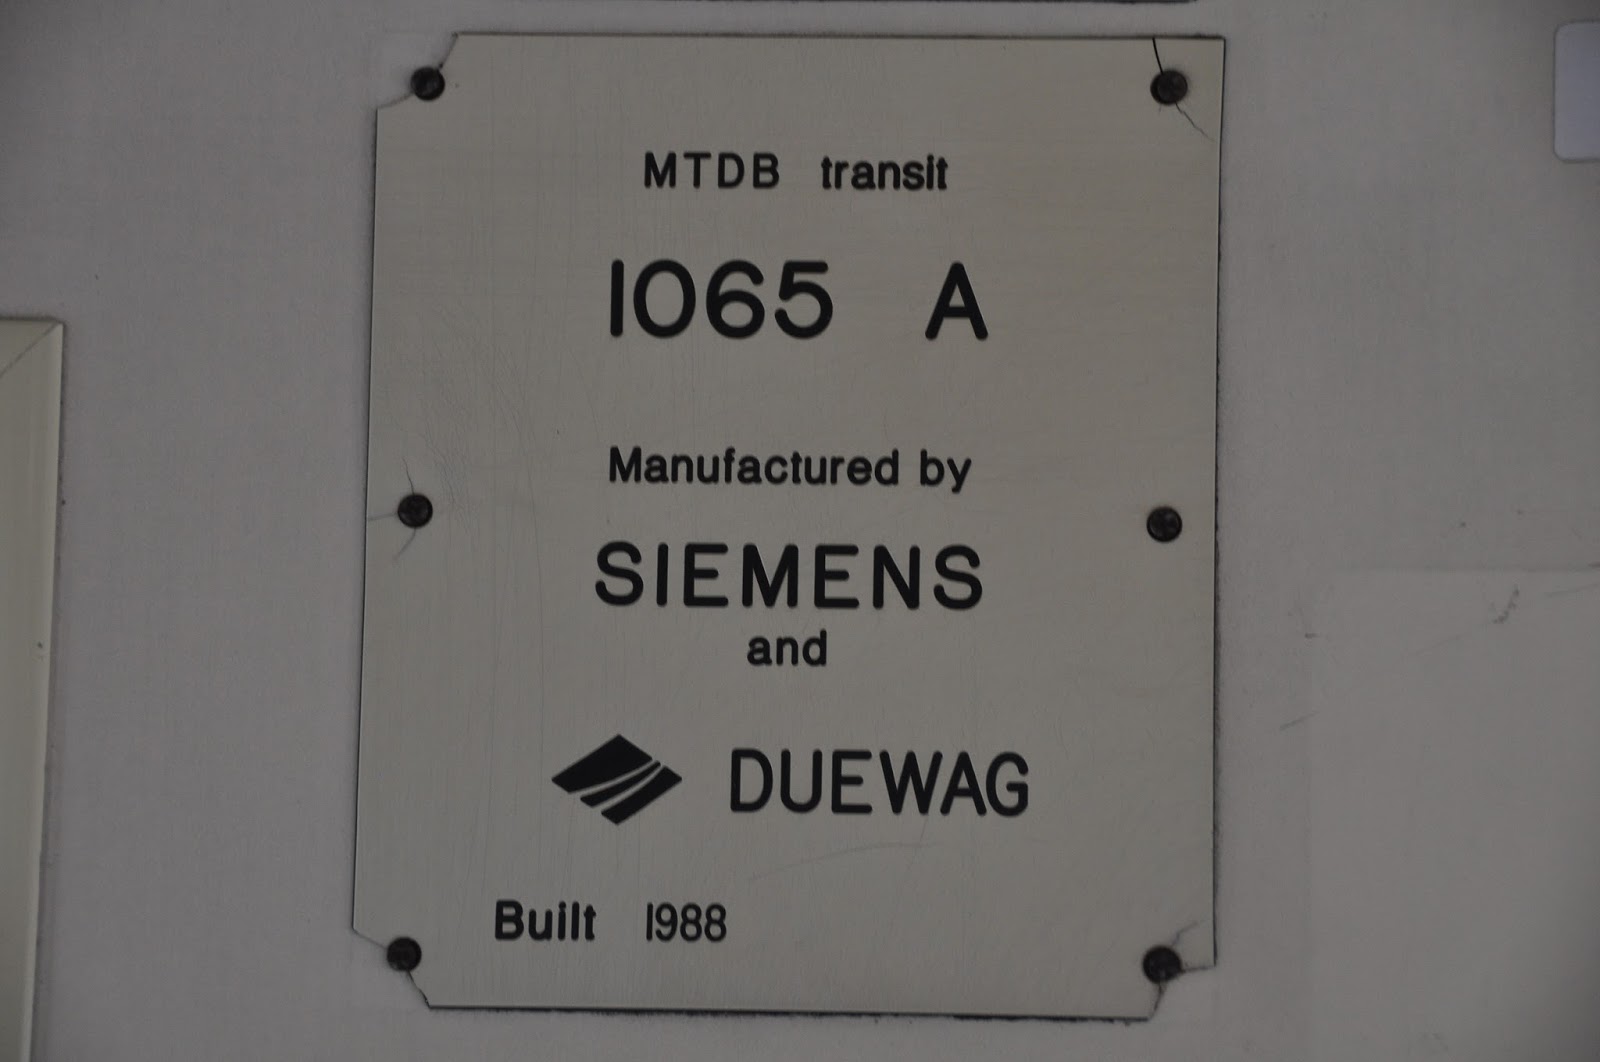 MTDB transit
1065 A
Manufactured by
SIEMENS
and
DUEWAG
Built 1988